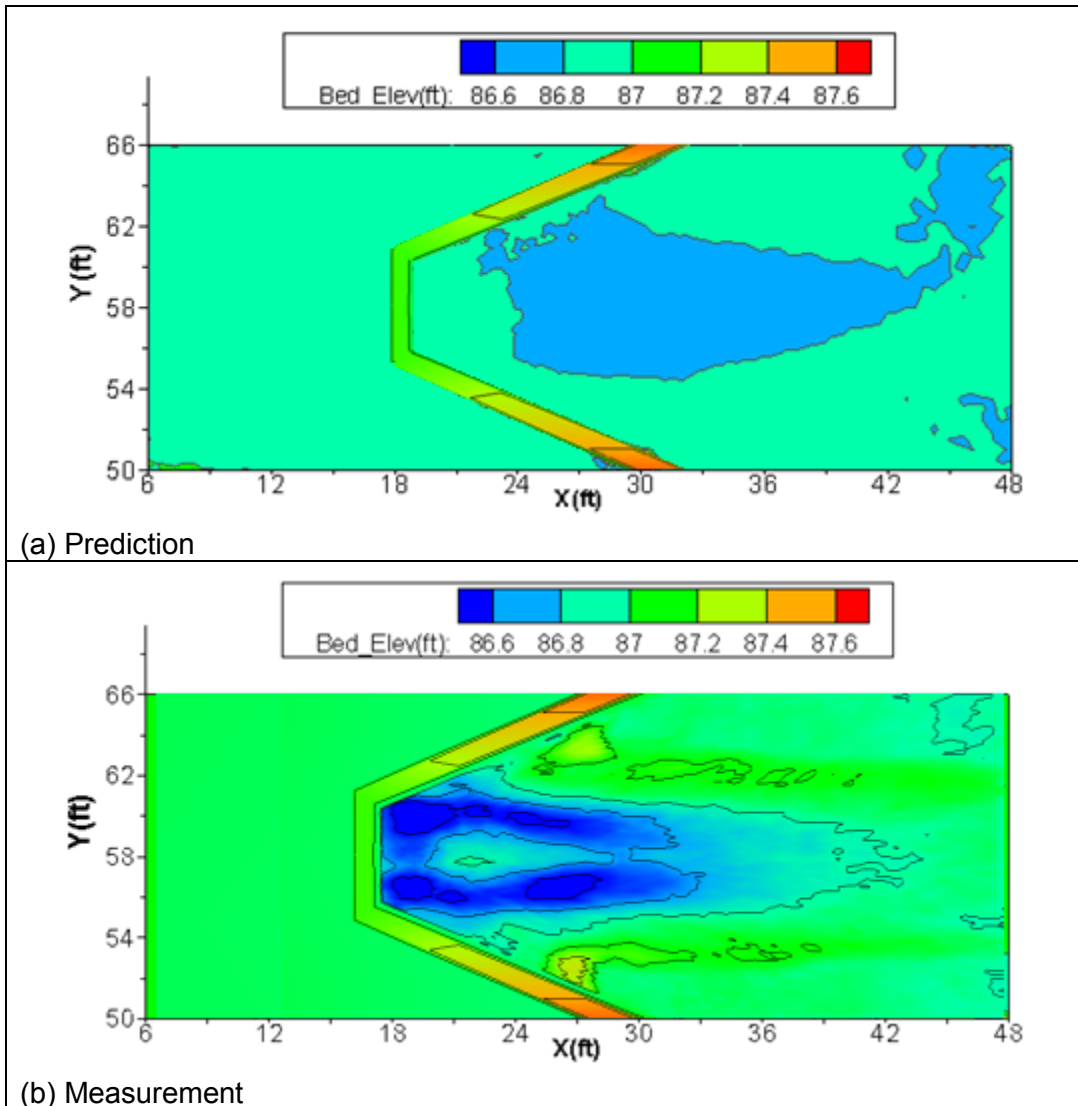 Bed_Elev(ft): 86.6 86.8 87 87.2 87.4 87.6
66
62
Y(ft)
58
54
50
6 12 18 24 30 36 42 48
X(ft)
(a) Prediction
Bed_Elev(ft): 86.6 86.8 87 87.2 87.4 87.6
66
62
Y(ft)
58
54
50
6 12 18 24 30 36 42 48
X(ft)
(b) Measurement